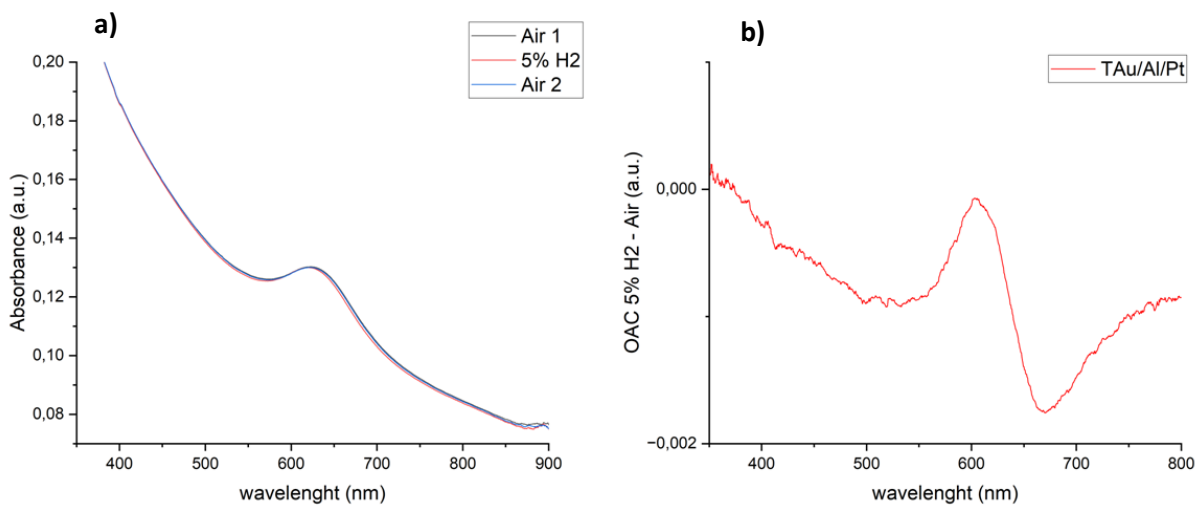 a)
Air 1
5% H2
Air 2
0,20
0,18
0,16
0,14
0,12
0,10
0,08
Absorbance (a.u.)
400 500 600 700 800 900
wavelenght (nm)
b)
TAu/Al/Pt
0,000
−0,002
OAC 5% H2 - Air (a.u.)
400 500 600 700 800
wavelenght (nm)